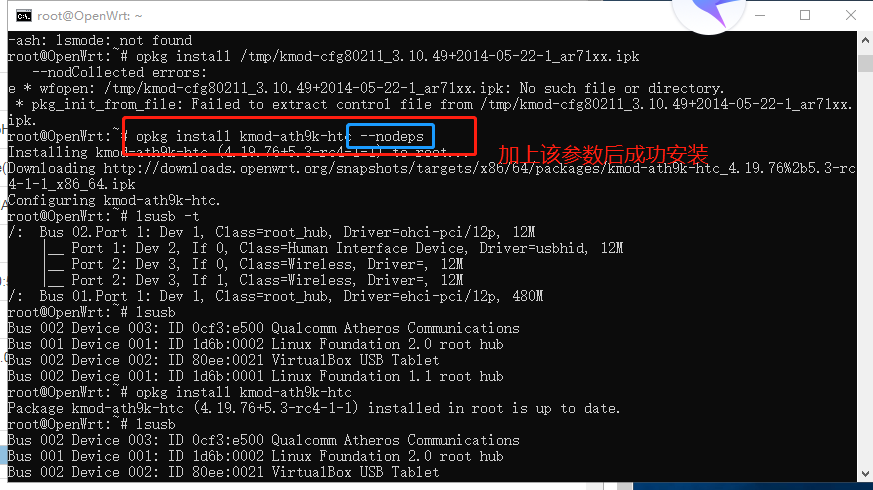 root@OpenWrt: ~
-ash: lsmode: not found
root@OpenWrt:~# opkg install /tmp/kmod-cfg80211_3.10.49+2014-05-22-1_ar71xx.ipk
--nodCollected errors:
e * wfopen: /tmp/kmod-cfg80211_3.10.49+2014-05-22-1_ar71xx.ipk: No such file or directory.
* pkg_init_from_file: Failed to extract control file from /tmp/kmod-cfg80211_3.10.49+2014-05-22-1_ar71xx.
ipk.
root@OpenWrt:~# opkg install kmod-ath9k-htc --nodeps
Installing kmod-ath9k-htc (4.19.76+5.3-rc4-1-1) to root...
加上该参数后成功安装
Downloading http://downloads.openwrt.org/snapshots/targets/x86/64/packages/kmod-ath9k-htc_4.19.76%2b5.3-rc
4-1-1_x86_64.ipk
Configuring kmod-ath9k-htc.
root@OpenWrt:~# lsusb -t
/:  Bus 02.Port 1: Dev 1, Class=root_hub, Driver=ohci-pci/12p, 12M
|__ Port 1: Dev 2, If 0, Class=Human Interface Device, Driver=usbhid, 12M
|__ Port 2: Dev 3, If 0, Class=Wireless, Driver=, 12M
|__ Port 2: Dev 3, If 1, Class=Wireless, Driver=, 12M
/:  Bus 01.Port 1: Dev 1, Class=root_hub, Driver=ehci-pci/12p, 480M
root@OpenWrt:~# lsusb
Bus 002 Device 003: ID 0cf3:e500 Qualcomm Atheros Communications
Bus 001 Device 001: ID 1d6b:0002 Linux Foundation 2.0 root hub
Bus 002 Device 002: ID 80ee:0021 VirtualBox USB Tablet
Bus 002 Device 001: ID 1d6b:0001 Linux Foundation 1.1 root hub
root@OpenWrt:~# opkg install kmod-ath9k-htc
Package kmod-ath9k-htc (4.19.76+5.3-rc4-1-1) installed in root is up to date.
root@OpenWrt:~# lsusb
Bus 002 Device 003: ID 0cf3:e500 Qualcomm Atheros Communications
Bus 001 Device 001: ID 1d6b:0002 Linux Foundation 2.0 root hub
Bus 002 Device 002: ID 80ee:0021 VirtualBox USB Tablet